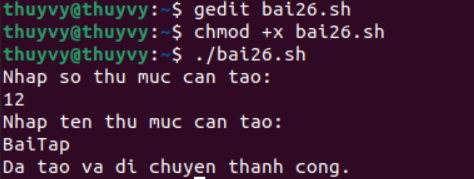 thuyvy@thuyvy:~$ gedit bai26.sh
thuyvy@thuyvy:~$ chmod +x bai26.sh
thuyvy@thuyvy:~$ ./bai26.sh
Nhap so thu muc can tao:
12
Nhap ten thu muc can tao:
BaiTap
Da tao va di chuyen thanh cong.